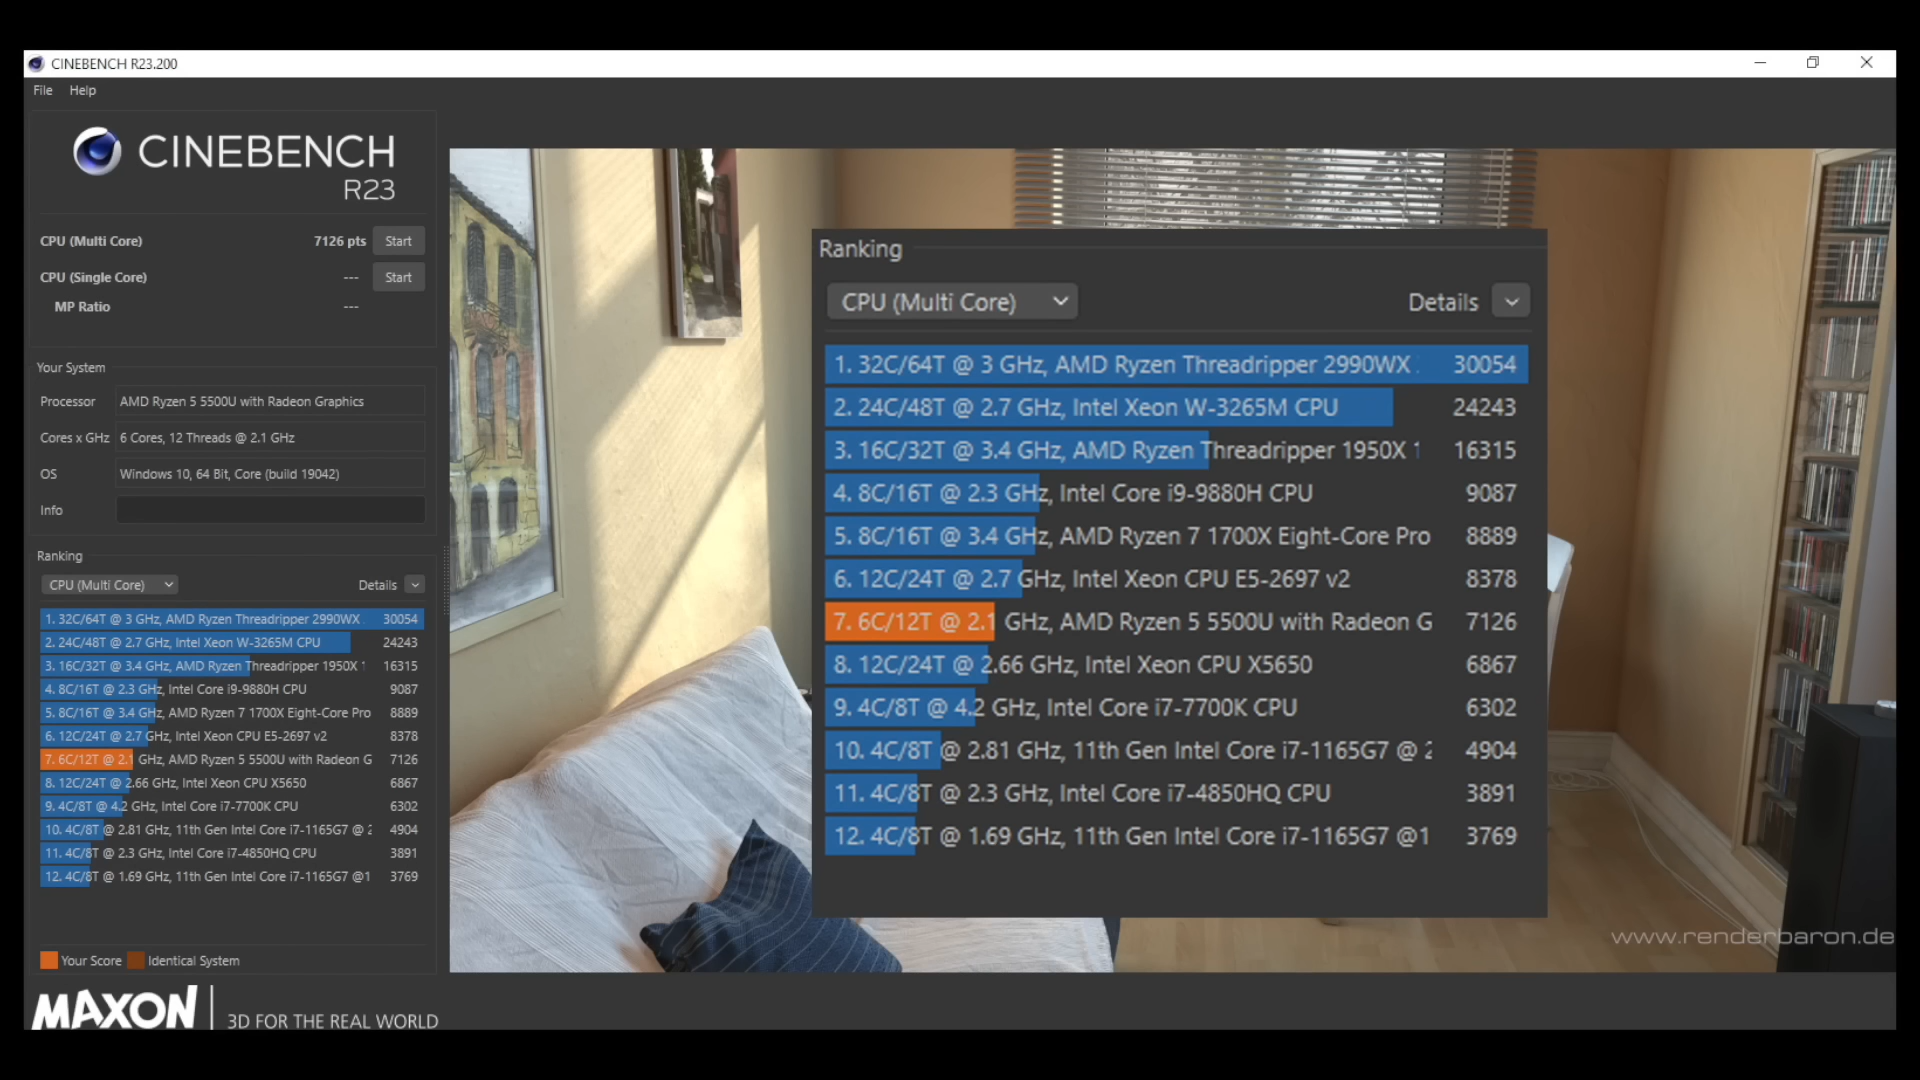 CINEBENCH R23.200
File Help
CINEBENCH
R23
CPU (Multi Core) 7126 pts Start
CPU (Single Core) --- Start
MP Ratio ---
Your System
Processor AMD Ryzen 5 5500U with Radeon Graphics
Cores x GHz 6 Cores, 12 Threads @ 2.1 GHz
OS Windows 10, 64 Bit, Core (build 19042)
Info
Ranking
CPU (Multi Core) Details
1. 32C/64T @ 3 GHz, AMD Ryzen Threadripper 2990WX 30054
2. 24C/48T @ 2.7 GHz, Intel Xeon W-3265M CPU 24243
3. 16C/32T @ 3.4 GHz, AMD Ryzen Threadripper 1950X 1 16315
4. 8C/16T @ 2.3 GHz, Intel Core i9-9880H CPU 9087
5. 8C/16T @ 3.4 GHz, AMD Ryzen 7 1700X Eight-Core Pro 8889
6. 12C/24T @ 2.7 GHz, Intel Xeon CPU E5-2697 v2 8378
7. 6C/12T @ 2.1 GHz, AMD Ryzen 5 5500U with Radeon G 7126
8. 12C/24T @ 2.66 GHz, Intel Xeon CPU X5650 6867
9. 4C/8T @ 4.2 GHz, Intel Core i7-7700K CPU 6302
10. 4C/8T @ 2.81 GHz, 11th Gen Intel Core i7-1165G7 @ 2 4904
11. 4C/8T @ 2.3 GHz, Intel Core i7-4850HQ CPU 3891
12. 4C/8T @ 1.69 GHz, 11th Gen Intel Core i7-1165G7 @1 3769
Your Score Identical System
MAXON 3D FOR THE REAL WORLD
Ranking
CPU (Multi Core) Details
1. 32C/64T @ 3 GHz, AMD Ryzen Threadripper 2990WX 30054
2. 24C/48T @ 2.7 GHz, Intel Xeon W-3265M CPU 24243
3. 16C/32T @ 3.4 GHz, AMD Ryzen Threadripper 1950X 1 16315
4. 8C/16T @ 2.3 GHz, Intel Core i9-9880H CPU 9087
5. 8C/16T @ 3.4 GHz, AMD Ryzen 7 1700X Eight-Core Pro 8889
6. 12C/24T @ 2.7 GHz, Intel Xeon CPU E5-2697 v2 8378
7. 6C/12T @ 2.1 GHz, AMD Ryzen 5 5500U with Radeon G 7126
8. 12C/24T @ 2.66 GHz, Intel Xeon CPU X5650 6867
9. 4C/8T @ 4.2 GHz, Intel Core i7-7700K CPU 6302
10. 4C/8T @ 2.81 GHz, 11th Gen Intel Core i7-1165G7 @ 2 4904
11. 4C/8T @ 2.3 GHz, Intel Core i7-4850HQ CPU 3891
12. 4C/8T @ 1.69 GHz, 11th Gen Intel Core i7-1165G7 @1 3769
www.renderbaron.de